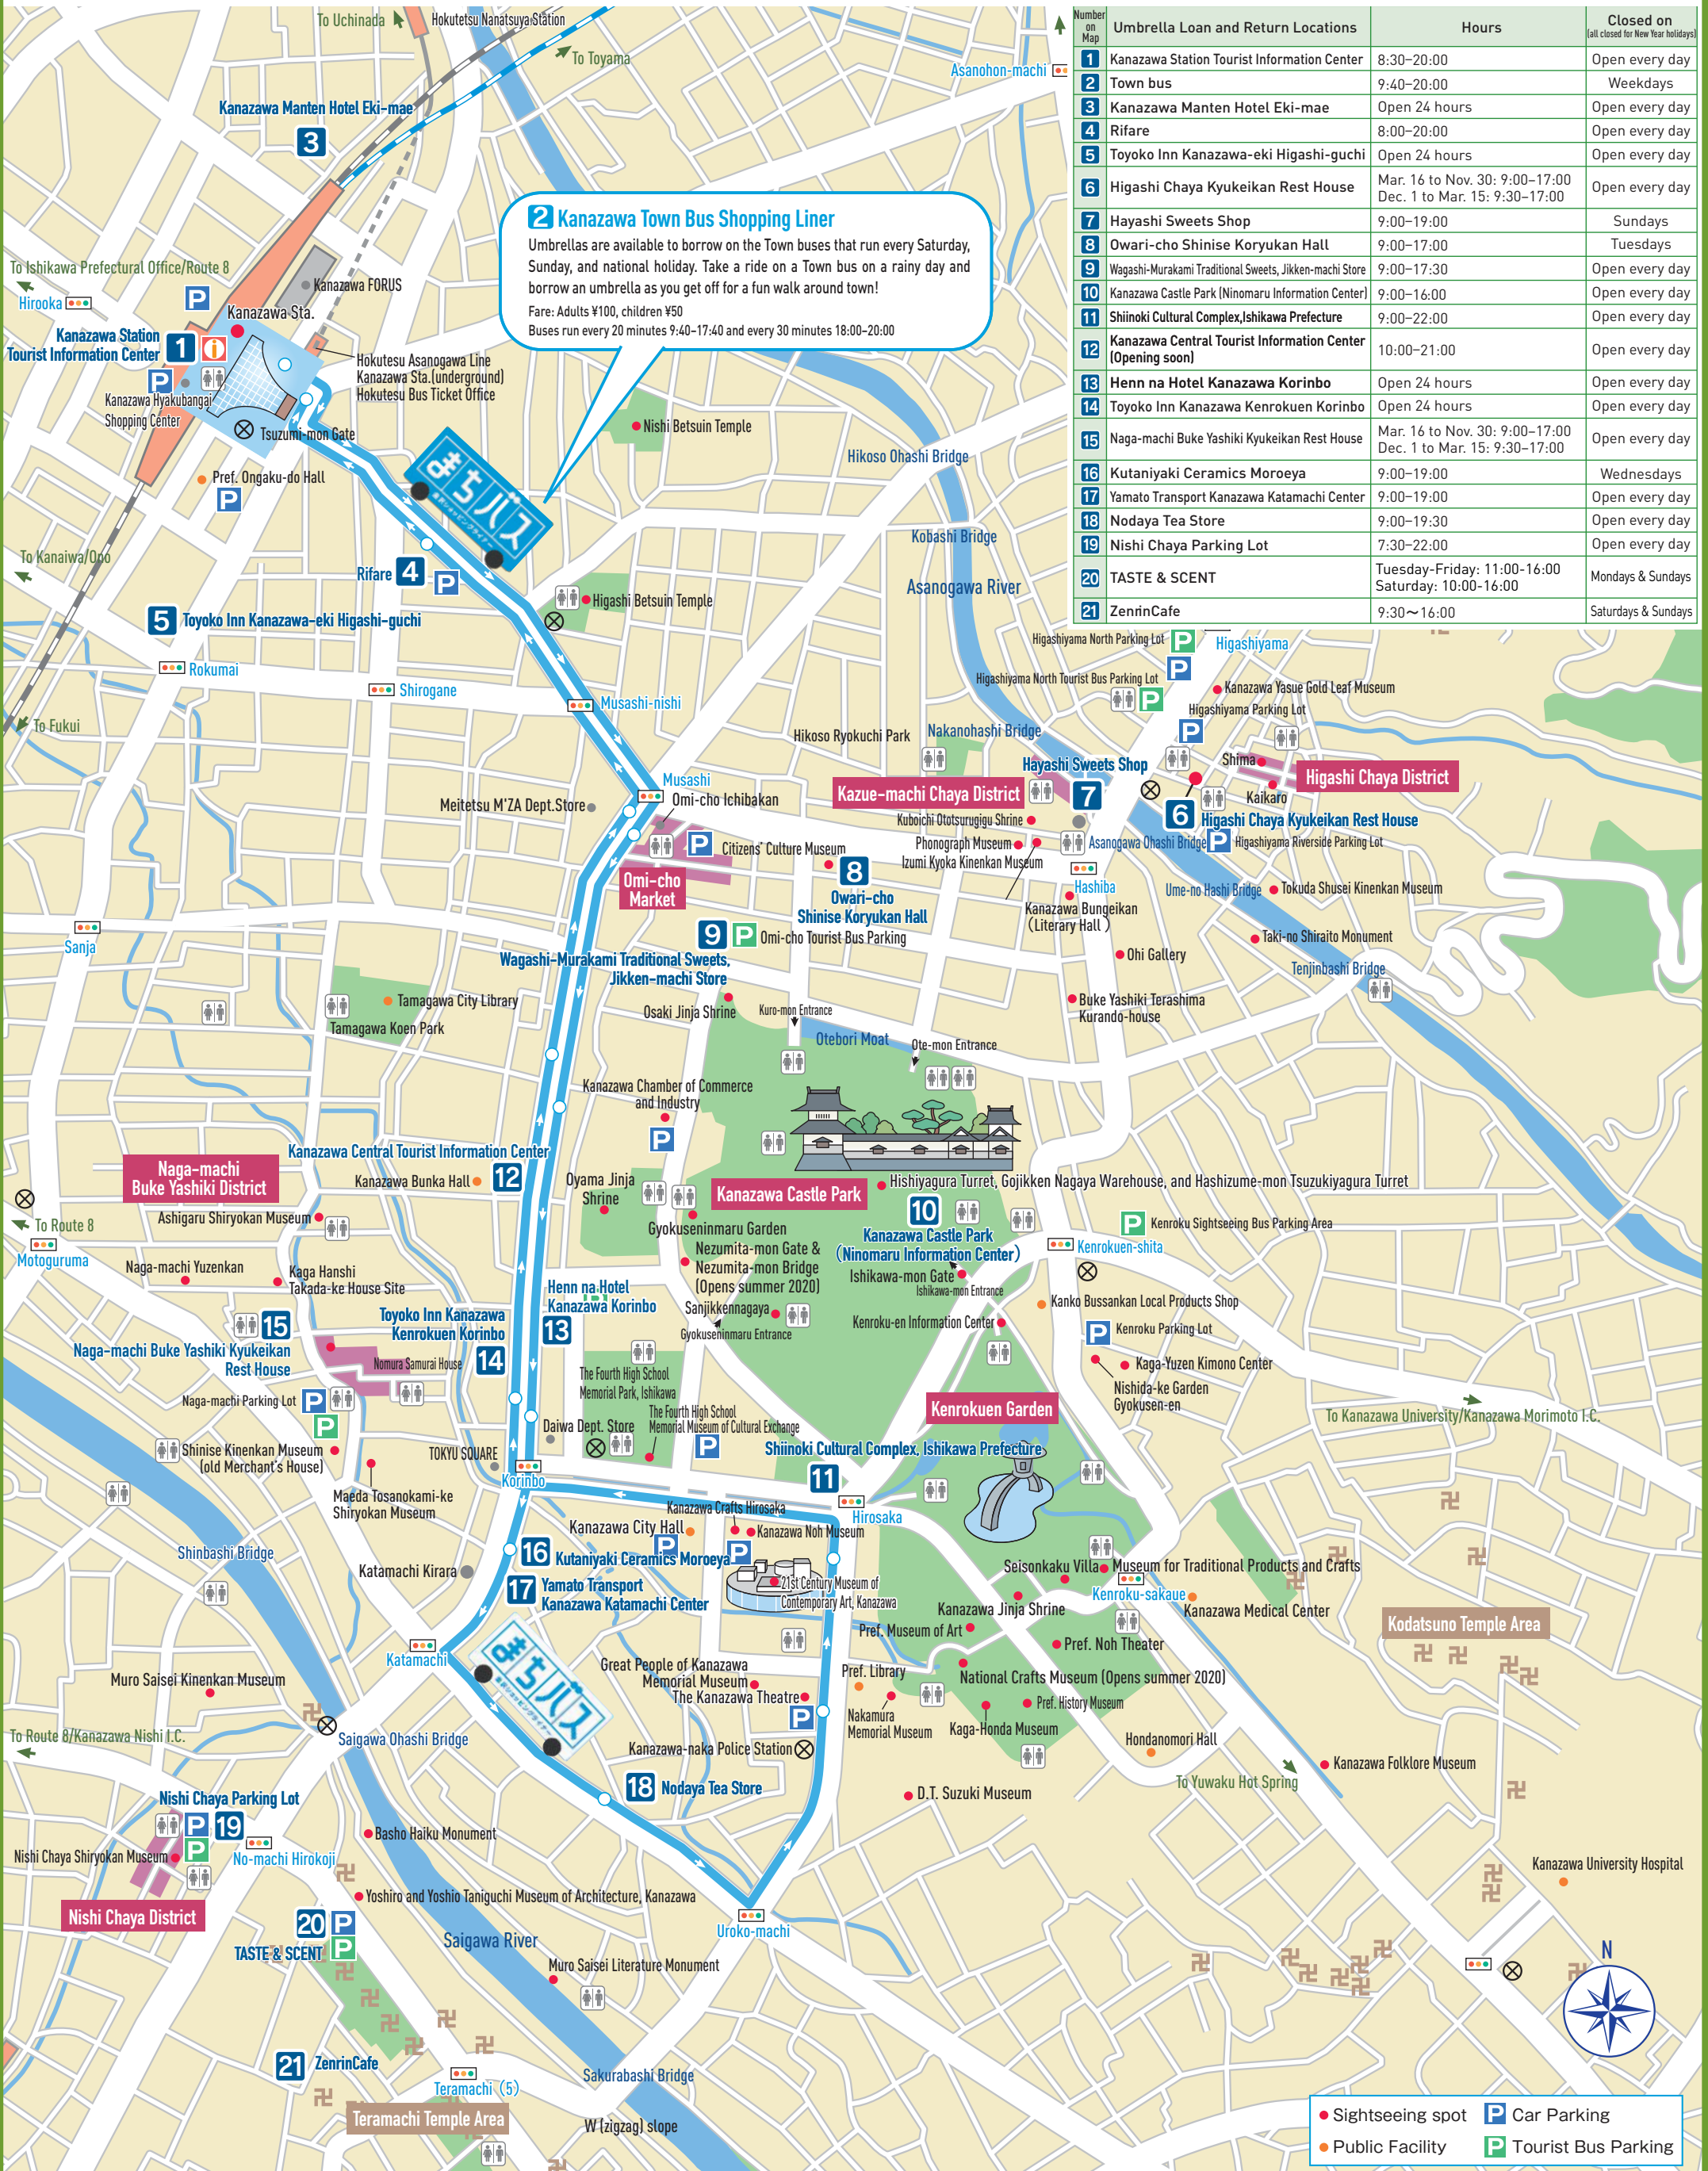 To Uchinada
Hokutetsu Nanatsuya Station
To Toyama
Asanohon-machi
Kanazawa Manten Hotel Eki-mae
3
Number on Map
Umbrella Loan and Return Locations
Hours
Closed on
(all closed for New Year holidays)
1 Kanazawa Station Tourist Information Center 8:30–20:00 Open every day
2 Town bus 9:40–20:00 Weekdays
3 Kanazawa Manten Hotel Eki-mae Open 24 hours Open every day
4 Rifare 8:00–20:00 Open every day
5 Toyoko Inn Kanazawa-eki Higashi-guchi Open 24 hours Open every day
6 Higashi Chaya Kyukeikan Rest House Mar. 16 to Nov. 30: 9:00–17:00 Open every day
Dec. 1 to Mar. 15: 9:30–17:00
7 Hayashi Sweets Shop 9:00–19:00 Sundays
8 Owari-cho Shinise Koryukan Hall 9:00–17:00 Tuesdays
9 Wagashi-Murakami Traditional Sweets, Jikken-machi Store 9:00–17:30 Open every day
10 Kanazawa Castle Park (Ninomaru Information Center) 9:00–16:00 Open every day
11 Shiinoki Cultural Complex,Ishikawa Prefecture 9:00–22:00 Open every day
12 Kanazawa Central Tourist Information Center 10:00–21:00 Open every day
(Opening soon)
13 Henn na Hotel Kanazawa Korinbo Open 24 hours Open every day
14 Toyoko Inn Kanazawa Kenrokuen Korinbo Open 24 hours Open every day
15 Naga-machi Buke Yashiki Kyukeikan Rest House Mar. 16 to Nov. 30: 9:00–17:00 Open every day
Dec. 1 to Mar. 15: 9:30–17:00
16 Kutaniyaki Ceramics Moroeya 9:00–19:00 Wednesdays
17 Yamato Transport Kanazawa Katamachi Center 9:00–19:00 Open every day
18 Nodaya Tea Store 9:00–19:30 Open every day
19 Nishi Chaya Parking Lot 7:30–22:00 Open every day
20 TASTE & SCENT Tuesday-Friday: 11:00-16:00 Mondays & Sundays
Saturday: 10:00-16:00
21 ZenrinCafe 9:30～16:00 Saturdays & Sundays
2 Kanazawa Town Bus Shopping Liner
Umbrellas are available to borrow on the Town buses that run every Saturday,
Sunday, and national holiday. Take a ride on a Town bus on a rainy day and
borrow an umbrella as you get off for a fun walk around town!
Fare: Adults ¥100, children ¥50
Buses run every 20 minutes 9:40–17:40 and every 30 minutes 18:00–20:00
To Ishikawa Prefectural Office/Route 8
Hirooka
P
Kanazawa FORUS
Kanazawa Sta.
Kanazawa Station
Tourist Information Center
1
i
P
Kanazawa Hyakubangai
Shopping Center
Hokutesu Asanogawa Line
Kanazawa Sta.(underground)
Hokutesu Bus Ticket Office
Tsuzumi-mon Gate
Pref. Ongaku-do Hall
P
まちバス
Nishi Betsuin Temple
Hikoso Ohashi Bridge
Kobashi Bridge
Asanogawa River
To Kanaiwa/Ono
Rifare 4 P
Higashi Betsuin Temple
5 Toyoko Inn Kanazawa-eki Higashi-guchi
Rokumai
Shirogane
Musashi-nishi
To Fukui
Higashiyama North Parking Lot P
P
Higashiyama
Higashiyama North Tourist Bus Parking Lot
P
Kanazawa Yasue Gold Leaf Museum
Higashiyama Parking Lot
P
Hikoso Ryokuchi Park
Nakanohashi Bridge
Hayashi Sweets Shop
7
Shima
Kaikaro
Higashi Chaya District
Kazue-machi Chaya District
6 Higashi Chaya Kyukeikan Rest House
Kuboichi Ototsurugigu Shrine
Phonograph Museum
Izumi Kyoka Kinenkan Museum
Asanogawa Ohashi Bridge
P Higashiyama Riverside Parking Lot
Hashiba
Ume-no Hashi Bridge
Tokuda Shusei Kinenkan Museum
Kanazawa Bungeikan
(Literary Hall )
Taki-no Shiraito Monument
Ohi Gallery
Tenjinbashi Bridge
Buke Yashiki Terashima
Kurando-house
Musashi
Meitetsu M'ZA Dept.Store
Omi-cho Ichibakan
P
Citizens' Culture Museum
8
Owari-cho
Shinise Koryukan Hall
Omi-cho
Market
9 P Omi-cho Tourist Bus Parking
Wagashi-Murakami Traditional Sweets,
Jikken-machi Store
Sanja
Tamagawa City Library
Tamagawa Koen Park
Osaki Jinja Shrine
Kuro-mon Entrance
Otebori Moat
Ote-mon Entrance
Kanazawa Chamber of Commerce
and Industry
P
Kanazawa Central Tourist Information Center
12
Kanazawa Bunka Hall
Naga-machi
Buke Yashiki District
Ashigaru Shiryokan Museum
To Route 8
Motoguruma
Oyama Jinja
Shrine
Kanazawa Castle Park
Hishiyagura Turret, Gojikken Nagaya Warehouse, and Hashizume-mon Tsuzukiyagura Turret
10
Kanazawa Castle Park
(Ninomaru Information Center)
Gyokuseninmaru Garden
Nezumita-mon Gate &
Nezumita-mon Bridge
(Opens summer 2020)
Ishikawa-mon Gate
Ishikawa-mon Entrance
P Kenroku Sightseeing Bus Parking Area
Kenrokuen-shita
Naga-machi Yuzenkan
Kaga Hanshi
Takada-ke House Site
Henn na Hotel
Kanazawa Korinbo
13
Sanjikkennagaya
Gyokuseninmaru Entrance
Kenroku-en Information Center
Kanko Bussankan Local Products Shop
P Kenroku Parking Lot
Kaga-Yuzen Kimono Center
Nishida-ke Garden
Gyokusen-en
15
Naga-machi Buke Yashiki Kyukeikan
Rest House
Toyoko Inn Kanazawa
Kenrokuen Korinbo
14
Nomura Samurai House
Naga-machi Parking Lot P
P
The Fourth High School
Memorial Park, Ishikawa
The Fourth High School
Memorial Museum of Cultural Exchange
Kenrokuen Garden
To Kanazawa University/Kanazawa Morimoto I.C.
Daiwa Dept. Store
P
Shinise Kinenkan Museum
(old Merchant's House)
TOKYU SQUARE
Korinbo
Maeda Tosanokami-ke
Shiryokan Museum
Shiinoki Cultural Complex, Ishikawa Prefecture
11
Hirosaka
Kanazawa Crafts Hirosaka
Kanazawa City Hall
P
Kanazawa Noh Museum
P
Shinbashi Bridge
16 Kutaniyaki Ceramics Moroeya
17 Yamato Transport
Kanazawa Katamachi Center
Katamachi Kirara
21st Century Museum of
Contemporary Art, Kanazawa
Seisonkaku Villa
Museum for Traditional Products and Crafts
Kenroku-sakaue
Kanazawa Jinja Shrine
Kanazawa Medical Center
Kodatsuno Temple Area
Pref. Museum of Art
Pref. Noh Theater
Katamachi
まちバス
Muro Saisei Kinenkan Museum
Great People of Kanazawa
Memorial Museum
The Kanazawa Theatre
P
Pref. Library
National Crafts Museum (Opens summer 2020)
Nakamura
Memorial Museum
Pref. History Museum
Kaga-Honda Museum
Hondanomori Hall
Kanazawa-naka Police Station
To Route 8/Kanazawa Nishi I.C.
Saigawa Ohashi Bridge
Kanazawa Folklore Museum
To Yuwaku Hot Spring
18 Nodaya Tea Store
D.T. Suzuki Museum
Nishi Chaya Parking Lot
P 19
P
No-machi Hirokoji
Basho Haiku Monument
Nishi Chaya Shiryokan Museum
Nishi Chaya District
Kanazawa University Hospital
Yoshiro and Yoshio Taniguchi Museum of Architecture, Kanazawa
20 P
TASTE & SCENT P
Uroko-machi
Saigawa River
Muro Saisei Literature Monument
N
21 ZenrinCafe
Teramachi (5)
Sakurabashi Bridge
Teramachi Temple Area
W (zigzag) slope
Sightseeing spot
P Car Parking
Public Facility
P Tourist Bus Parking